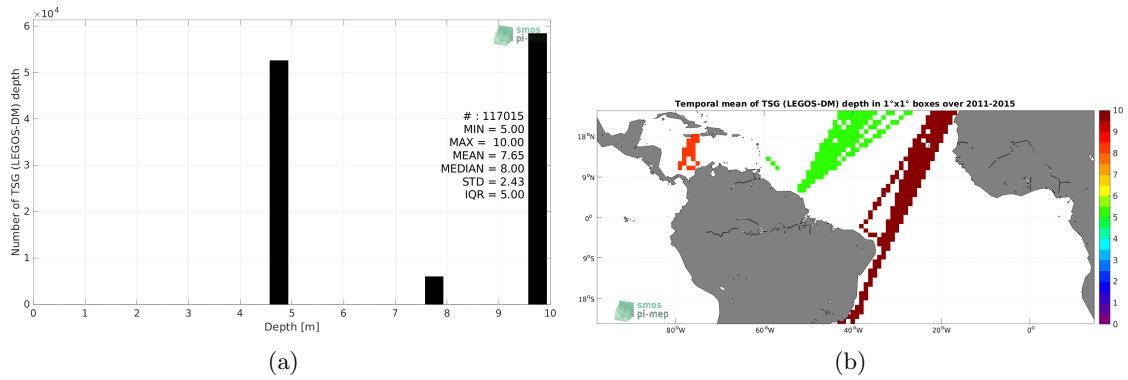 ×10⁴
6
5
4
3
2
1
0
Number of TSG (LEGOS-DM) depth
smos
pi-mep
# : 117015
MIN = 5.00
MAX = 10.00
MEAN = 7.65
MEDIAN = 8.00
STD = 2.43
IQR = 5.00
0 1 2 3 4 5 6 7 8 9 10
Depth [m]
(a)
Temporal mean of TSG (LEGOS-DM) depth in 1°x1° boxes over 2011-2015
18°N
9°N
0°
9°S
18°S
smos
pi-mep
80°W 60°W 40°W 20°W 0°
10
9
8
7
6
5
4
3
2
1
0
(b)